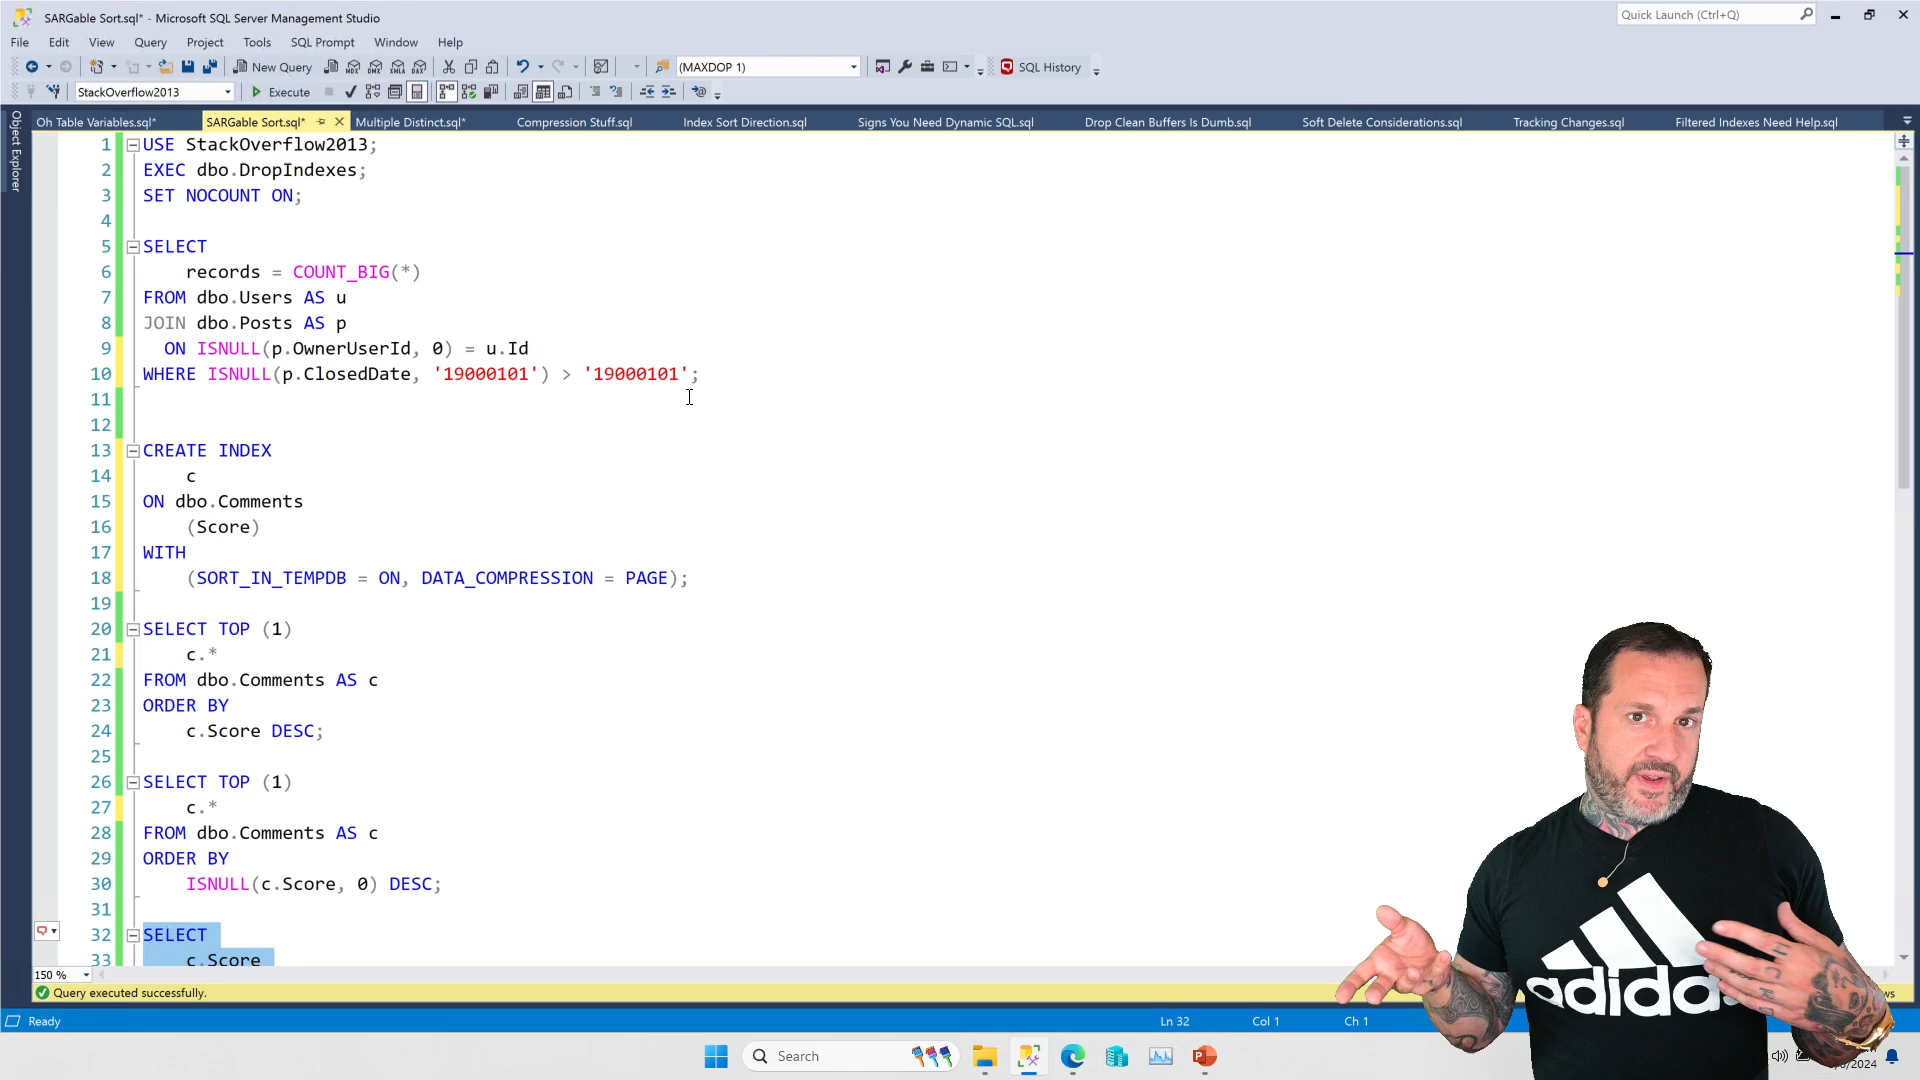 SARGable Sort.sql* - Microsoft SQL Server Management Studio
Quick Launch (Ctrl+Q)
File Edit View Query Project Tools SQL Prompt Window Help
New Query
MDX DMX XMLA DAX
(MAXDOP 1)
SQL History
StackOverflow2013
Execute
Oh Table Variables.sql* SARGable Sort.sql* Multiple Distinct.sql* Compression Stuff.sql Index Sort Direction.sql Signs You Need Dynamic SQL.sql Drop Clean Buffers Is Dumb.sql Soft Delete Considerations.sql Tracking Changes.sql Filtered Indexes Need Help.sql
Object Explorer
1 USE StackOverflow2013;
2 EXEC dbo.DropIndexes;
3 SET NOCOUNT ON;
4
5 SELECT
6 records = COUNT_BIG(*)
7 FROM dbo.Users AS u
8 JOIN dbo.Posts AS p
9 ON ISNULL(p.OwnerUserId, 0) = u.Id
10 WHERE ISNULL(p.ClosedDate, '19000101') > '19000101';
11
12
13 CREATE INDEX
14 c
15 ON dbo.Comments
16 (Score)
17 WITH
18 (SORT_IN_TEMPDB = ON, DATA_COMPRESSION = PAGE);
19
20 SELECT TOP (1)
21 c.*
22 FROM dbo.Comments AS c
23 ORDER BY
24 c.Score DESC;
25
26 SELECT TOP (1)
27 c.*
28 FROM dbo.Comments AS c
29 ORDER BY
30 ISNULL(c.Score, 0) DESC;
31
32 SELECT
33 c.Score
150 %
Query executed successfully.
Ready
Ln 32 Col 1 Ch 1
Search
adidas